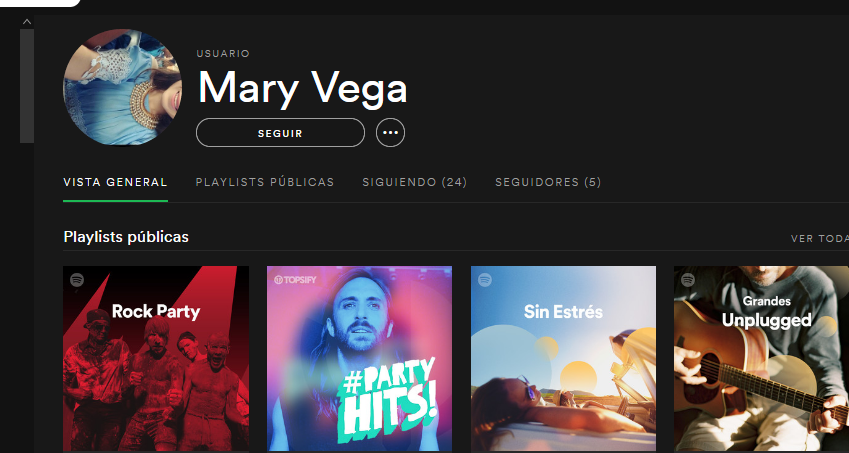 USUARIO
Mary Vega
SEGUIR
VISTA GENERAL
PLAYLISTS PÚBLICAS
SIGUIENDO (24)
SEGUIDORES (5)
Playlists públicas
VER TODA
Rock Party
TOPSIFY
#PARTY
HITS!
Sin Estrés
Grandes
Unplugged